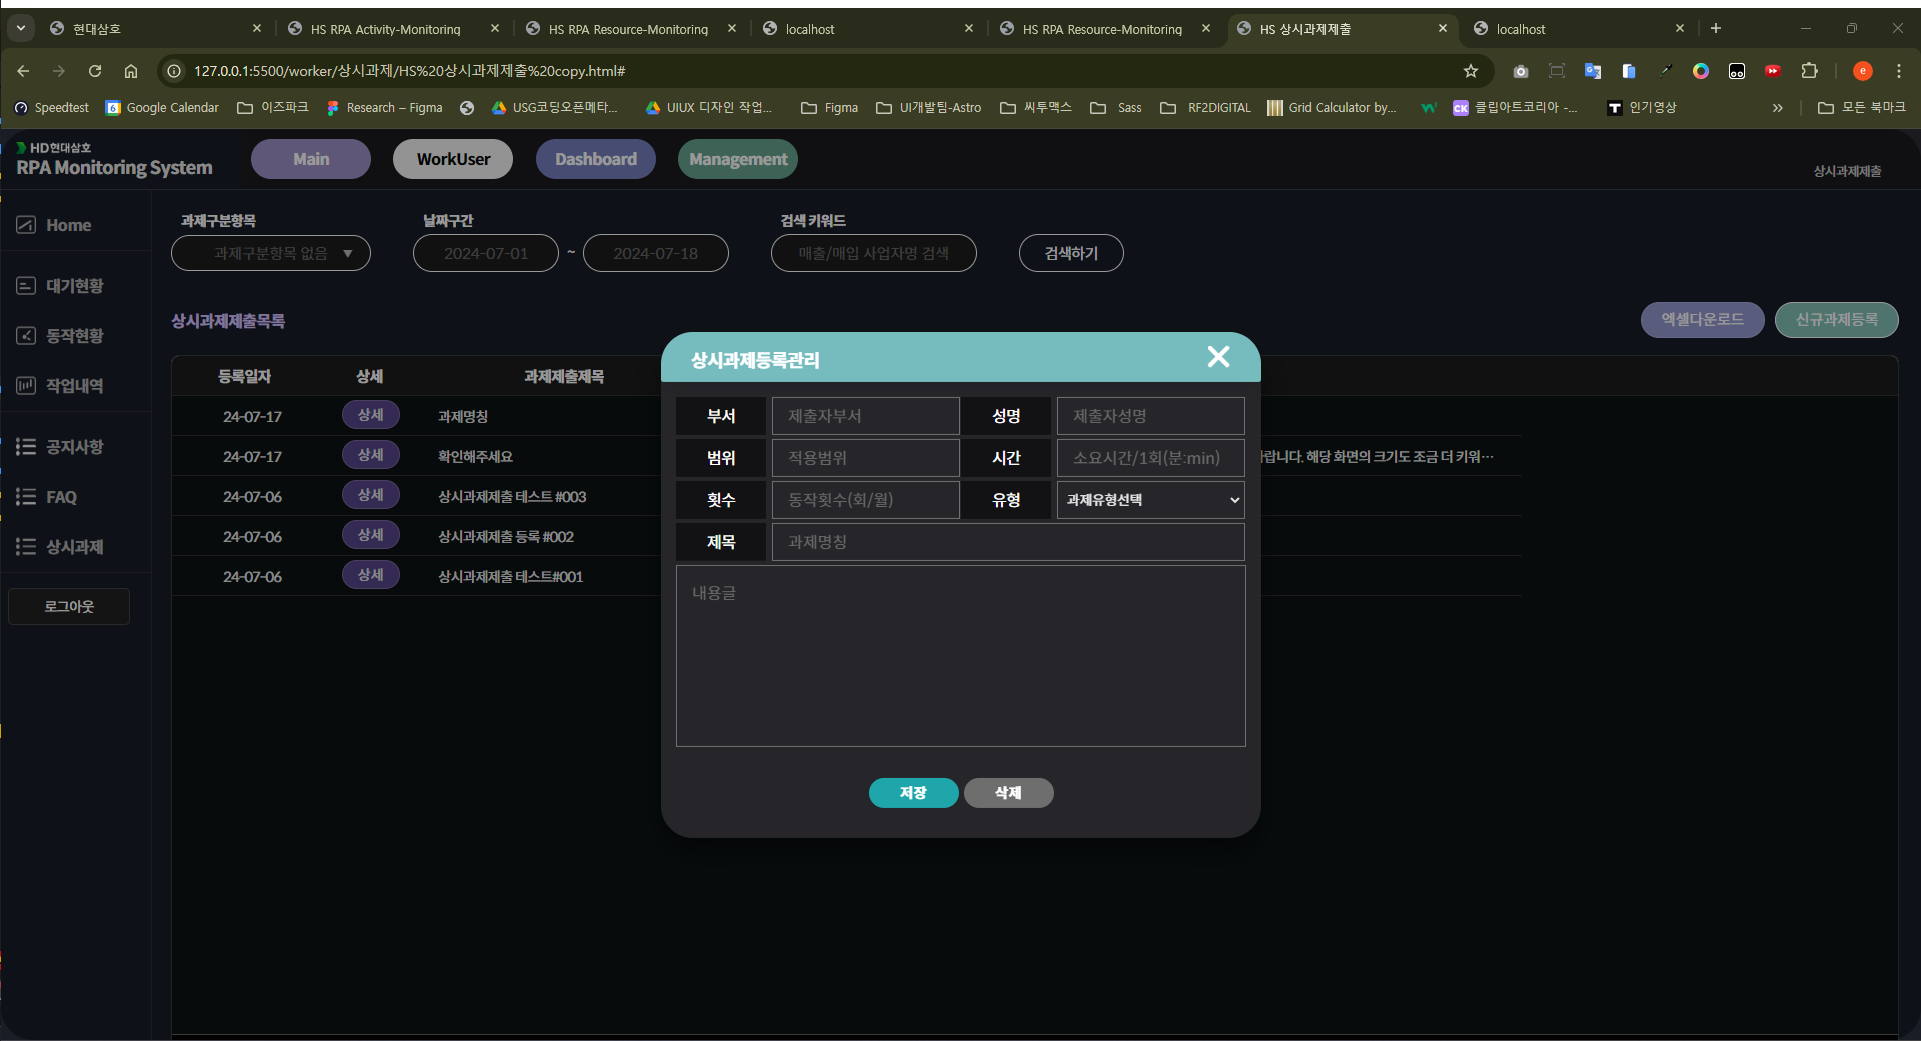 현대삼호
HS RPA Activity-Monitoring
HS RPA Resource-Monitoring
localhost
HS RPA Resource-Monitoring
HS 상시과제제출
localhost
127.0.0.1:5500/worker/상시과제/HS%20상시과제제출%20copy.html#
e
Speedtest
6 Google Calendar
이즈파크
Research – Figma
USG코딩오픈메타...
UIUX 디자인 작업...
Figma
UI개발팀-Astro
씨투맥스
Sass
RF2DIGITAL
Grid Calculator by...
CK 클립아트코리아 -...
T 인기영상
모든 북마크
HD현대삼호
RPA Monitoring System
Main
WorkUser
Dashboard
Management
상시과제제출
Home
대기현황
동작현황
작업내역
공지사항
FAQ
상시과제
로그아웃
과제구분항목
날짜구간
검색 키워드
과제구분항목 없음 ▼
2024-07-01 ~ 2024-07-18
매출/매입 사업자명 검색
검색하기
상시과제제출목록
엑셀다운로드
신규과제등록
등록일자 상세 과제제출제목
24-07-17 상세 과제명칭
24-07-17 상세 확인해주세요
랍니다. 해당 화면의 크기도 조금 더 키워…
24-07-06 상세 상시과제제출 테스트 #003
24-07-06 상세 상시과제제출 등록 #002
24-07-06 상세 상시과제제출 테스트#001
상시과제등록관리
부서 제출자부서 성명 제출자성명
범위 적용범위 시간 소요시간/1회(분:min)
횟수 동작횟수(회/월) 유형 과제유형선택
제목 과제명칭
내용글
저장 삭제